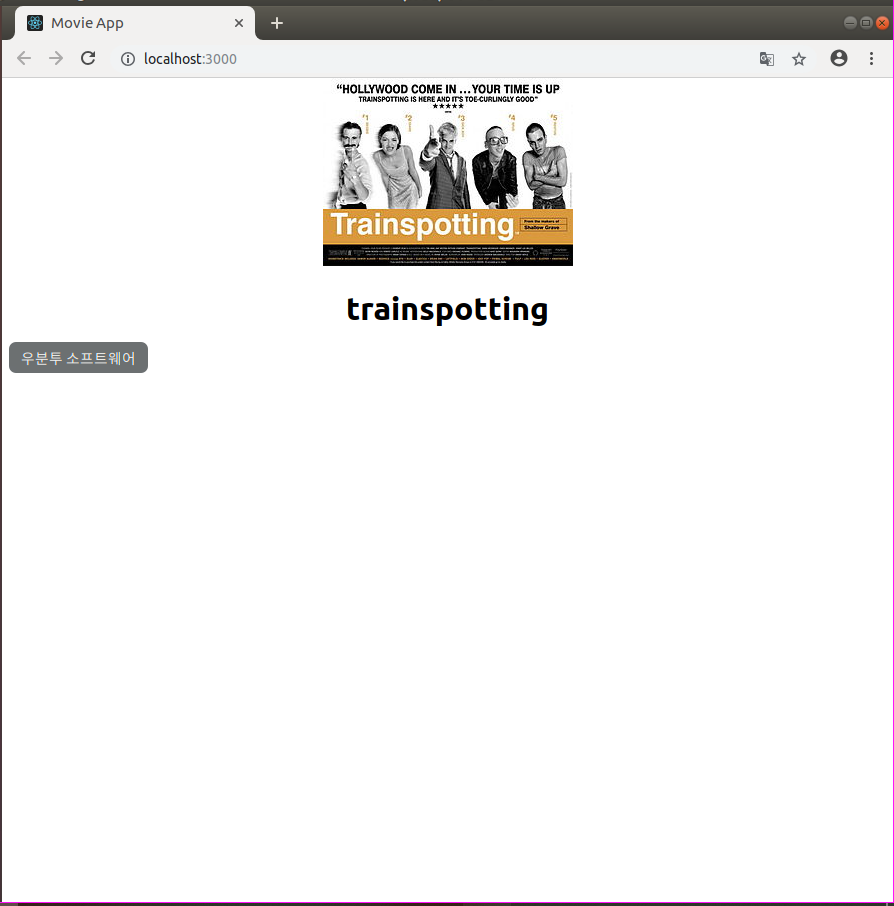 Movie App
localhost:3000
“HOLLYWOOD COME IN ...YOUR TIME IS UP
TRAINSPOTTING IS HERE AND IT'S TOE-CURLINGLY GOOD”
★★★★★
#1 #2 #3 #4 #5
Trainspotting.
From the makers of
Shallow Grave
trainspotting
우분투 소프트웨어